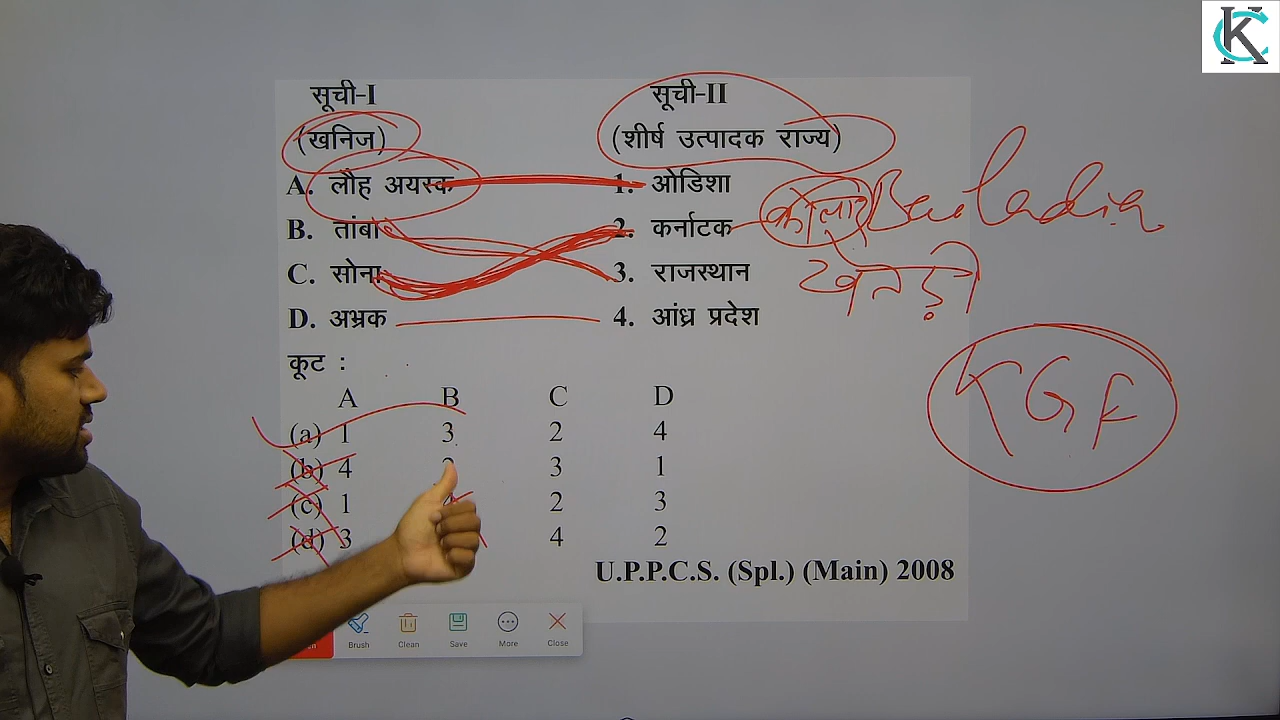 KC
सूची-I सूची-II
(खनिज) (शीर्ष उत्पादक राज्य)
A. लौह अयस्क 1. ओडिशा
B. तांबा 2. कर्नाटक कोलार
C. सोना 3. राजस्थान खेतड़ी
D. अभ्रक 4. आंध्र प्रदेश
कूट :
KGF
A B C D
(a) 1 3 2 4
(b) 4 3 1
(c) 1 2 3
(d) 3 4 2
U.P.P.C.S. (Spl.) (Main) 2008
Brush Clean Save More Close